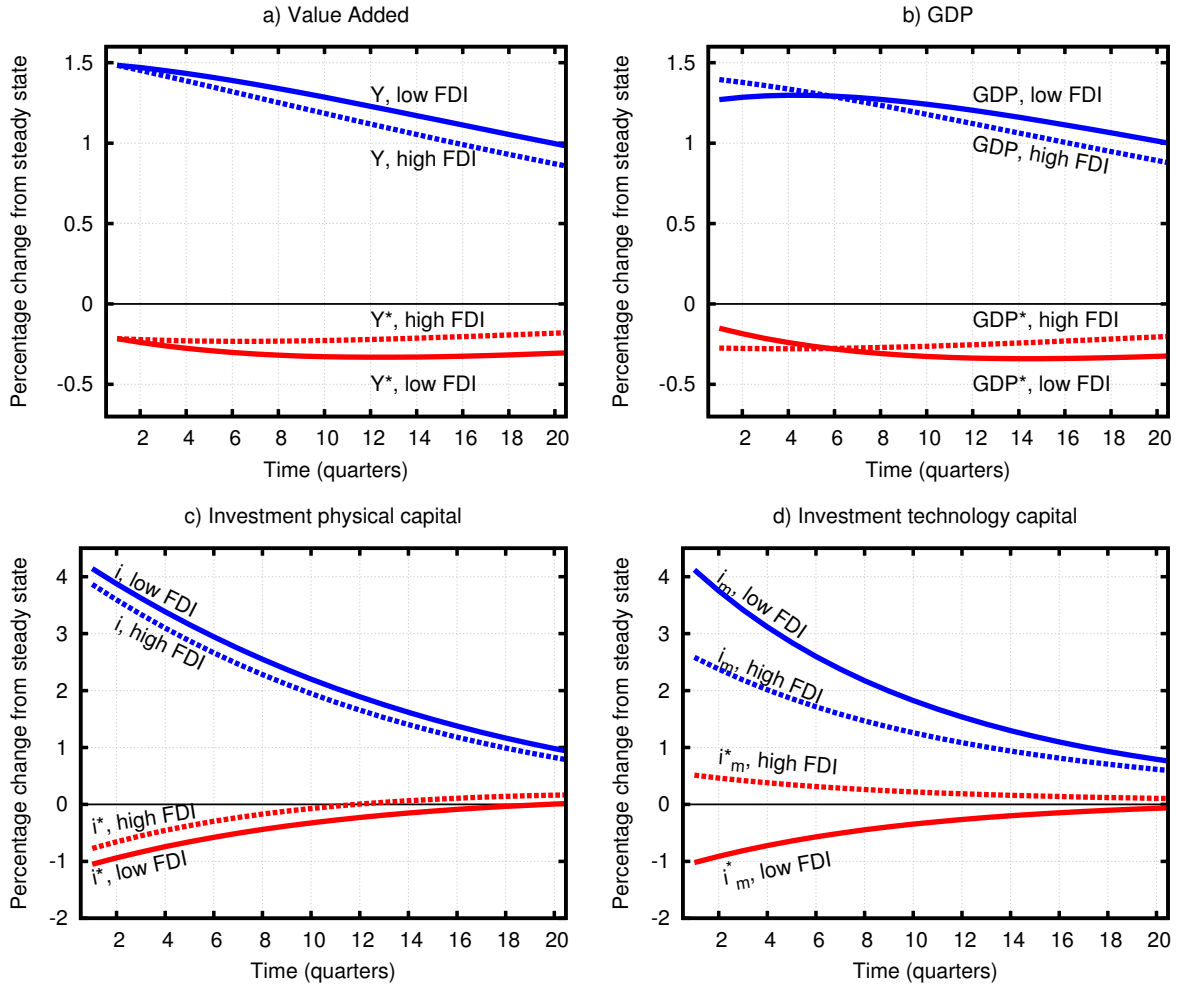 a) Value Added
Percentage change from steady state
1.5
1
0.5
0
-0.5
Y, low FDI
Y, high FDI
Y*, high FDI
Y*, low FDI
2 4 6 8 10 12 14 16 18 20
Time (quarters)
b) GDP
Percentage change from steady state
1.5
1
0.5
0
-0.5
GDP, low FDI
GDP, high FDI
GDP*, high FDI
GDP*, low FDI
2 4 6 8 10 12 14 16 18 20
Time (quarters)
c) Investment physical capital
Percentage change from steady state
4
3
2
1
0
-1
-2
i, low FDI
i, high FDI
i*, high FDI
i*, low FDI
2 4 6 8 10 12 14 16 18 20
Time (quarters)
d) Investment technology capital
Percentage change from steady state
4
3
2
1
0
-1
-2
i_m, low FDI
i_m, high FDI
i*_m, high FDI
i*_m, low FDI
2 4 6 8 10 12 14 16 18 20
Time (quarters)